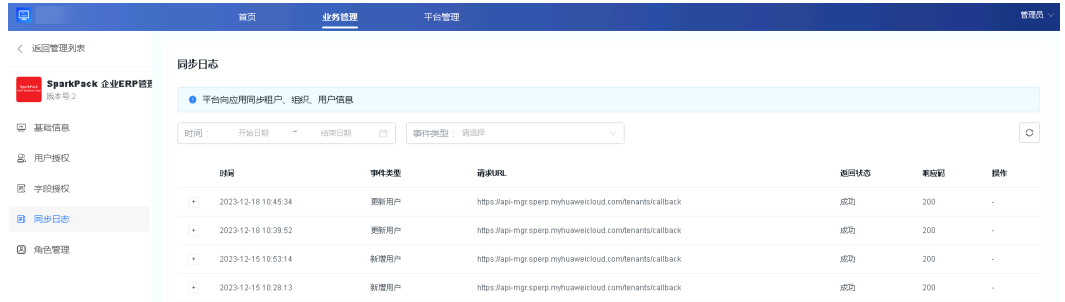 首页 业务管理 平台管理 管理员
返回管理列表
SparkPack 企业ERP管理
版本号:2
基础信息
用户授权
字段授权
同步日志
角色管理
同步日志
平台向应用同步租户、组织、用户信息
时间 : 开始日期 ~ 结束日期 事件类型 : 请选择
时间 事件类型 请求URL 返回状态 响应码 操作
+ 2023-12-18 10:45:34 更新用户 https://api-mgr.sperp.myhuaweicloud.com/tenants/callback 成功 200 -
+ 2023-12-18 10:39:52 更新用户 https://api-mgr.sperp.myhuaweicloud.com/tenants/callback 成功 200 -
+ 2023-12-15 10:53:14 新增用户 https://api-mgr.sperp.myhuaweicloud.com/tenants/callback 成功 200 -
+ 2023-12-15 10:28:13 新增用户 https://api-mgr.sperp.myhuaweicloud.com/tenants/callback 成功 200 -